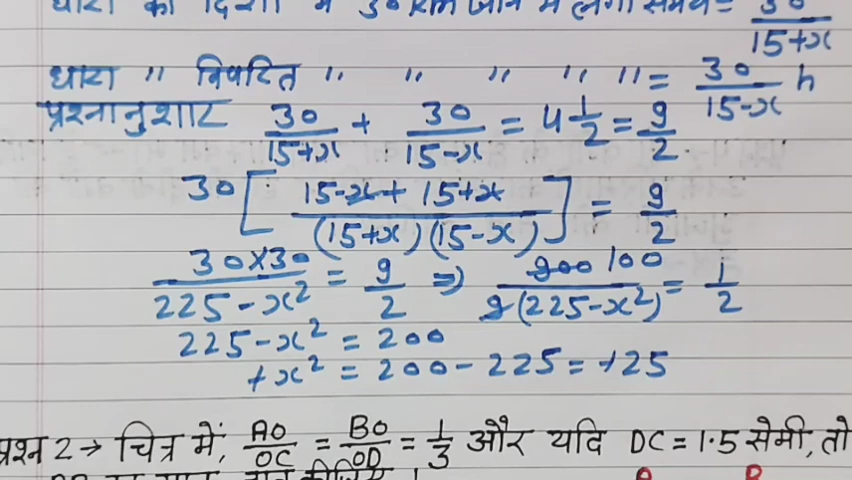 धारा की दिशा में 30 km जाने में लगा समय = 30/(15+x)
धारा " विपरित " " " " " = 30/(15-x) h
प्रश्नानुशार 30/(15+x) + 30/(15-x) = 4 1/2 = 9/2
30 [ (15-x + 15+x)/((15+x)(15-x)) ] = 9/2
(30×30)/(225-x²) = 9/2 => 900 100/(9(225-x²)) = 1/2
225-x² = 200
+x² = 200-225 = +25
प्रश्न 2 → चित्र में, AO/OC = BO/OD = 1/3 और यदि DC = 1.5 सेमी, तो
A B